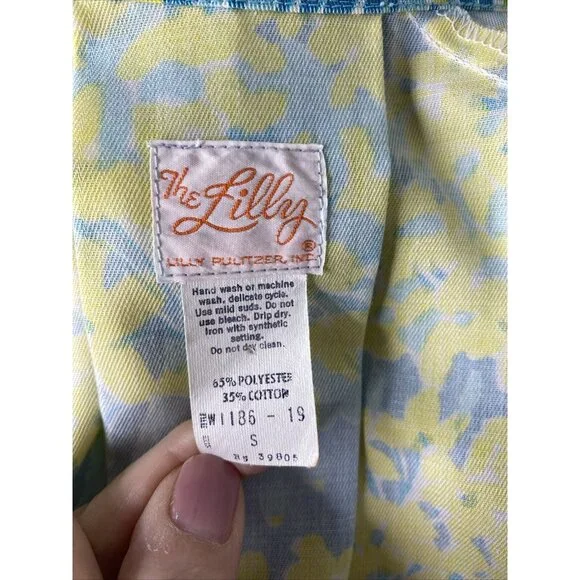 The Lilly ®
LILLY PULITZER, INC.
Hand wash or machine
wash, delicate cycle.
Use mild suds. Do not
use bleach. Drip dry.
Iron with synthetic
setting.
Do not dry clean.
65% POLYESTER
35% COTTON
W1186 - 19
S
39805